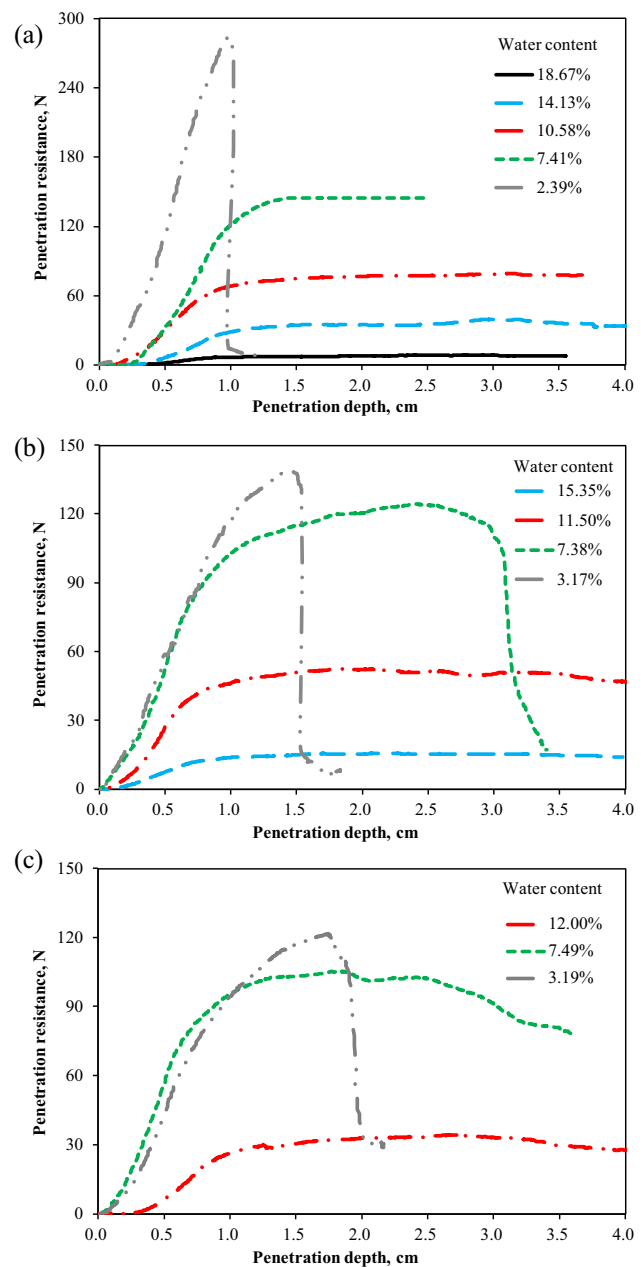 (a)
Penetration resistance, N
300
240
180
120
60
0
Water content
18.67%
14.13%
10.58%
7.41%
2.39%
0.0 0.5 1.0 1.5 2.0 2.5 3.0 3.5 4.0
Penetration depth, cm
(b)
Penetration resistance, N
150
120
90
60
30
0
Water content
15.35%
11.50%
7.38%
3.17%
0.0 0.5 1.0 1.5 2.0 2.5 3.0 3.5 4.0
Penetration depth, cm
(c)
Penetration resistance, N
150
120
90
60
30
0
Water content
12.00%
7.49%
3.19%
0.0 0.5 1.0 1.5 2.0 2.5 3.0 3.5 4.0
Penetration depth, cm